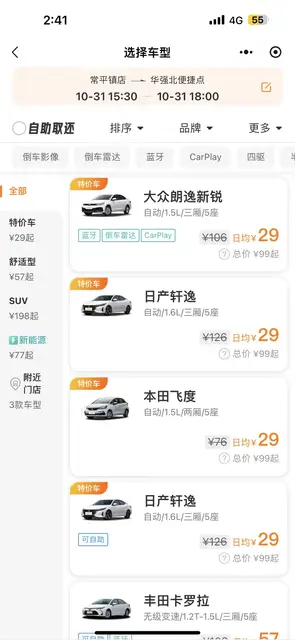 2:41 4G 55
选择车型
常平镇店 华强北便捷点
10-31 15:30 10-31 18:00
自助取还 排序 品牌 更多
倒车影像 倒车雷达 蓝牙 CarPlay 四驱
全部
特价车
¥29起
舒适型
¥57起
SUV
¥198起
新能源
¥77起
附近
门店
3款车型
特价车
大众朗逸新锐
自动/1.5L/三厢/5座
蓝牙 倒车雷达 CarPlay
¥106 日均¥29
? 总价 ¥99起
特价车
日产轩逸
自动/1.6L/三厢/5座
¥126 日均¥29
? 总价 ¥99起
特价车
本田飞度
自动/1.5L/两厢/5座
¥76 日均¥29
? 总价 ¥99起
特价车
日产轩逸
自动/1.6L/三厢/5座
可自助
¥126 日均¥29
? 总价 ¥99起
丰田卡罗拉
无级变速/1.2T-1.5L/三厢/5座
57